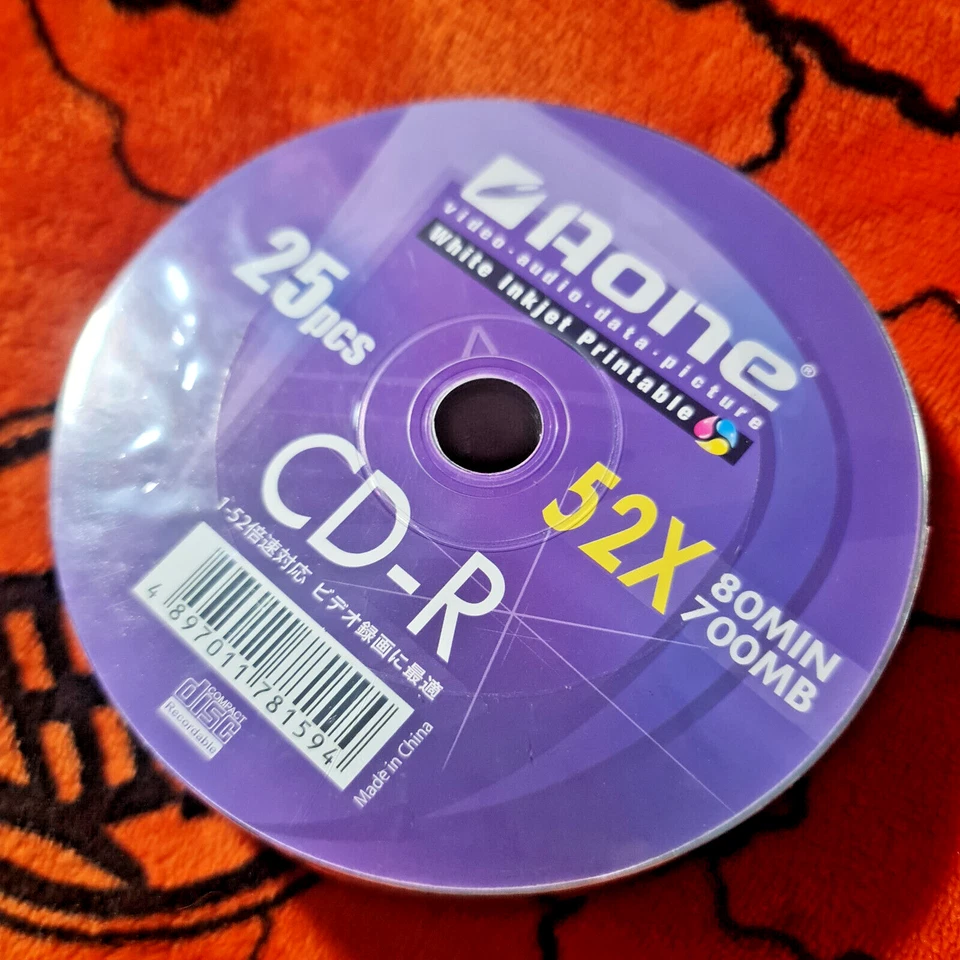 Aone®
video·audio·data·picture
White Inkjet Printable
25pcs
52X
80MIN
700MB
CD-R
1-52倍速対応 ビデオ録画に最適
4 897011 781594
COMPACT
disc
Recordable
Made in China